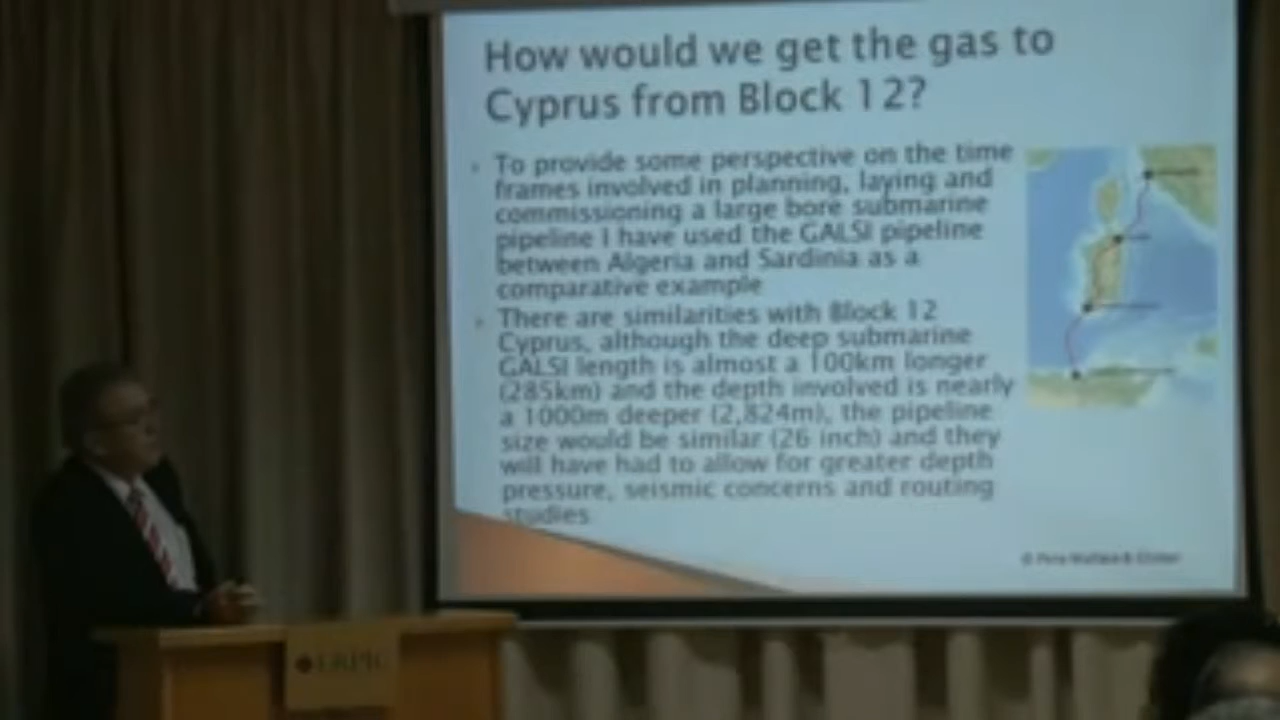 How would we get the gas to
Cyprus from Block 12?
To provide some perspective on the time
frames involved in planning, laying and
commissioning a large bore submarine
pipeline I have used the GALSI pipeline
between Algeria and Sardinia as a
comparative example
There are similarities with Block 12
Cyprus, although the deep submarine
GALSI length is almost a 100km longer
(285km) and the depth involved is nearly
a 1000m deeper (2,824m), the pipeline
size would be similar (26 inch) and they
will have had to allow for greater depth
pressure, seismic concerns and routing
studies
ERPIC